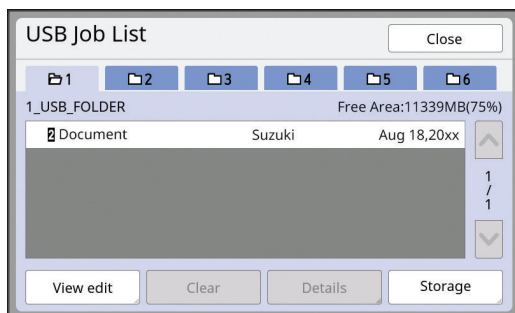 USB Job List
Close
1 2 3 4 5 6
1_USB_FOLDER Free Area:11339MB(75%)
2 Document Suzuki Aug 18,20xx
1
/
1
View edit Clear Details Storage